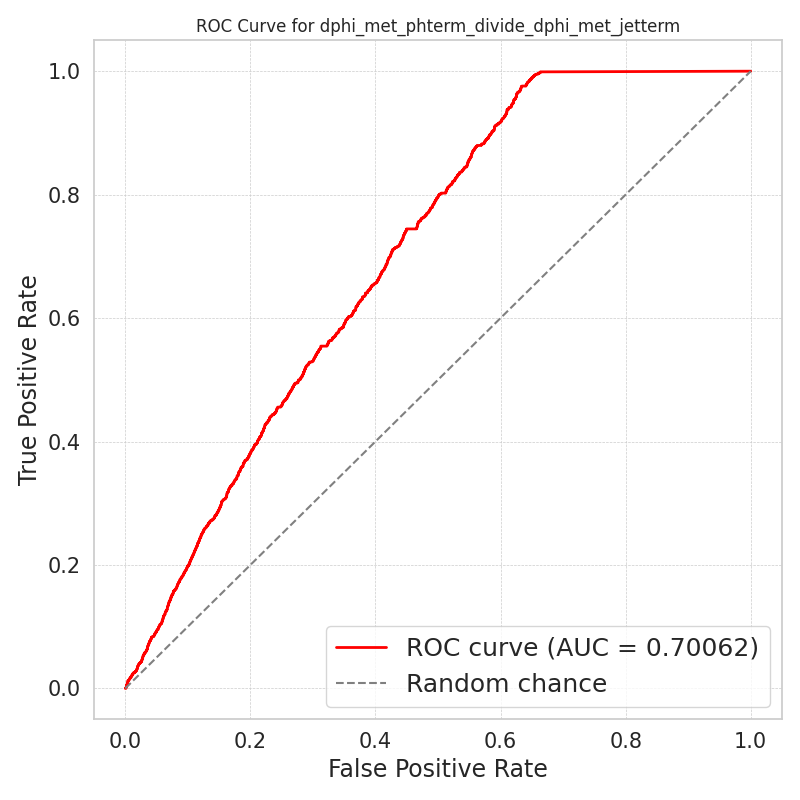 ROC Curve for dphi_met_phterm_divide_dphi_met_jetterm
1.0
0.8
0.6
0.4
0.2
0.0
True Positive Rate
ROC curve (AUC = 0.70062)
Random chance
0.0 0.2 0.4 0.6 0.8 1.0
False Positive Rate